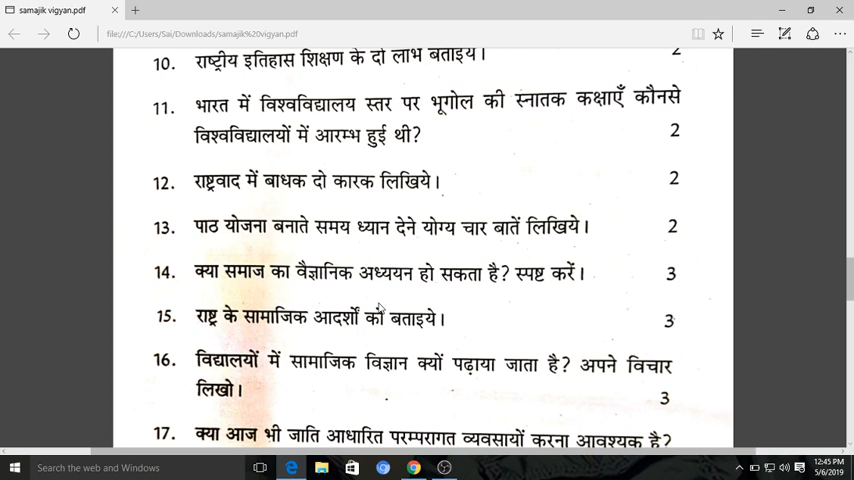 samajik vigyan.pdf
file:///C:/Users/Sai/Downloads/samajik%20vigyan.pdf
10. राष्ट्रीय इतिहास शिक्षण के दो लाभ बताइये। 2
11. भारत में विश्वविद्यालय स्तर पर भूगोल की स्नातक कक्षाएँ कौनसे
विश्वविद्यालयों में आरम्भ हुई थी? 2
12. राष्ट्रवाद में बाधक दो कारक लिखिये। 2
13. पाठ योजना बनाते समय ध्यान देने योग्य चार बातें लिखिये। 2
14. क्या समाज का वैज्ञानिक अध्ययन हो सकता है? स्पष्ट करें। 3
15. राष्ट्र के सामाजिक आदर्शों को बताइये। 3
16. विद्यालयों में सामाजिक विज्ञान क्यों पढ़ाया जाता है? अपने विचार
लिखो। 3
17. क्या आज भी जाति आधारित परम्परागत व्यवसायों करना आवश्यक है?
Search the web and Windows
12:45 PM
5/6/2019